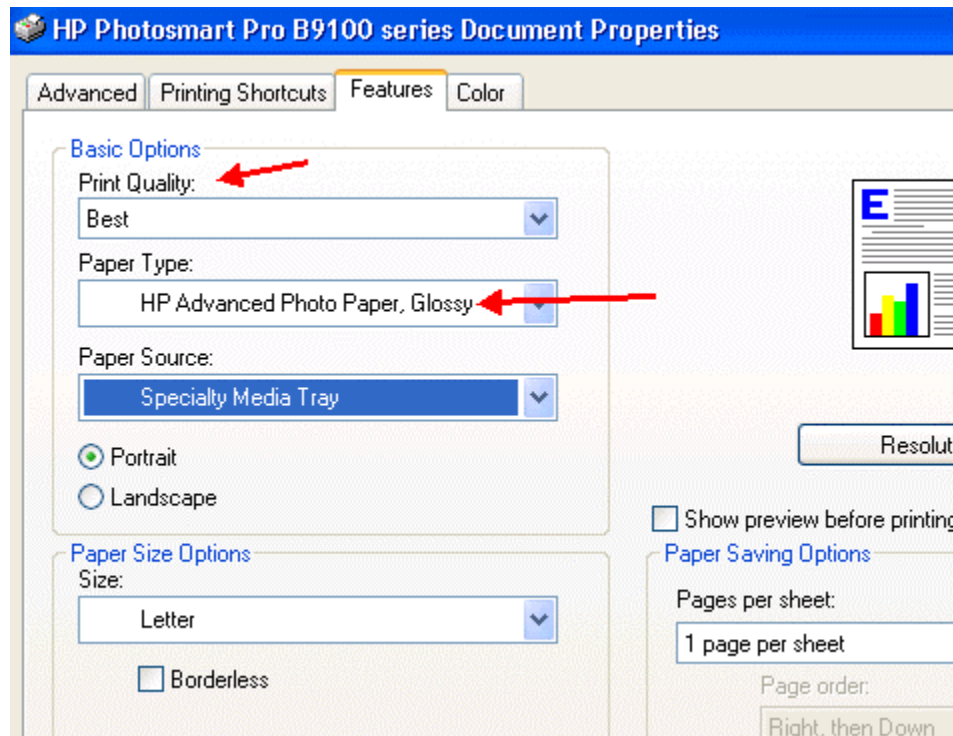 HP Photosmart Pro B9100 series Document Properties
Advanced
Printing Shortcuts
Features
Color
Basic Options
Print Quality:
Best
Paper Type:
HP Advanced Photo Paper, Glossy
Paper Source:
Specialty Media Tray
Portrait
Landscape
E
Resolut
Show preview before printing
Paper Size Options
Size:
Letter
Borderless
Paper Saving Options
Pages per sheet:
1 page per sheet
Page order:
Right, then Down